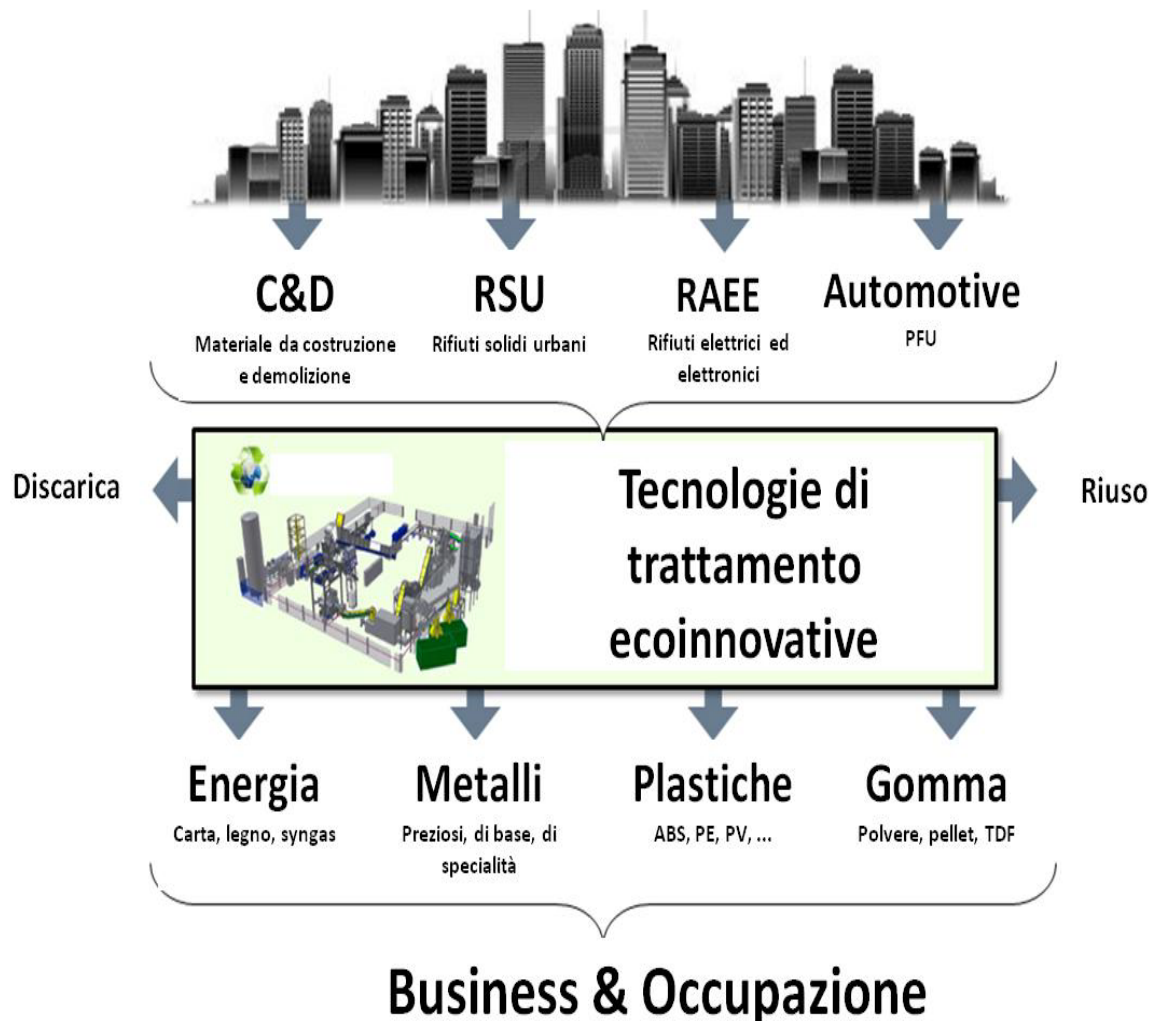 C&D
Materiale da costruzione
e demolizione
RSU
Rifiuti solidi urbani
RAEE
Rifiuti elettrici ed
elettronici
Automotive
PFU
Discarica
Tecnologie di
trattamento
ecoinnovative
Riuso
Energia
Carta, legno, syngas
Metalli
Preziosi, di base, di
specialità
Plastiche
ABS, PE, PV, ...
Gomma
Polvere, pellet, TDF
Business & Occupazione